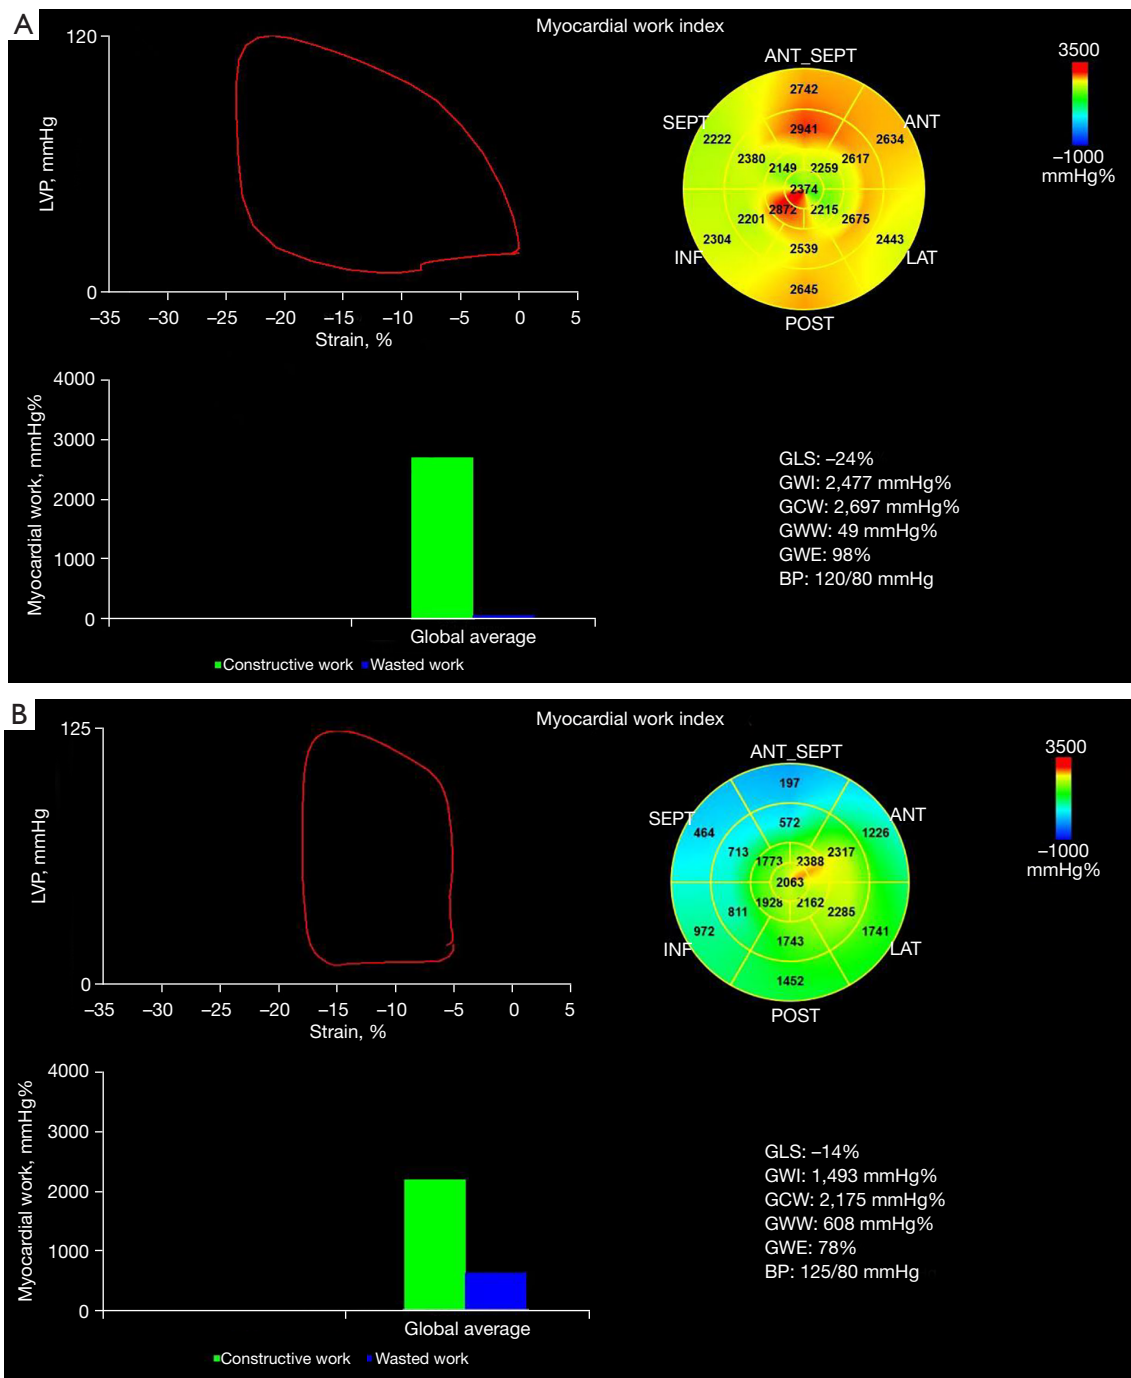 A
Myocardial work index
120
0
LVP, mmHg
–35 –30 –25 –20 –15 –10 –5 0 5
Strain, %
ANT_SEPT
SEPT
ANT
INF
LAT
POST
2742
2222
2634
2941
2380
2617
2149
2259
2374
2872
2215
2201
2675
2304
2443
2539
2645
3500
–1000
mmHg%
4000
3000
2000
1000
0
Myocardial work, mmHg%
Global average
Constructive work Wasted work
GLS: –24%
GWI: 2,477 mmHg%
GCW: 2,697 mmHg%
GWW: 49 mmHg%
GWE: 98%
BP: 120/80 mmHg
B
Myocardial work index
125
0
LVP, mmHg
–35 –30 –25 –20 –15 –10 –5 0 5
Strain, %
ANT_SEPT
SEPT
ANT
INF
LAT
POST
197
464
1226
572
713
2317
1773
2388
2063
1928
2162
811
2285
972
1741
1743
1452
3500
–1000
mmHg%
4000
3000
2000
1000
0
Myocardial work, mmHg%
Global average
Constructive work Wasted work
GLS: –14%
GWI: 1,493 mmHg%
GCW: 2,175 mmHg%
GWW: 608 mmHg%
GWE: 78%
BP: 125/80 mmHg